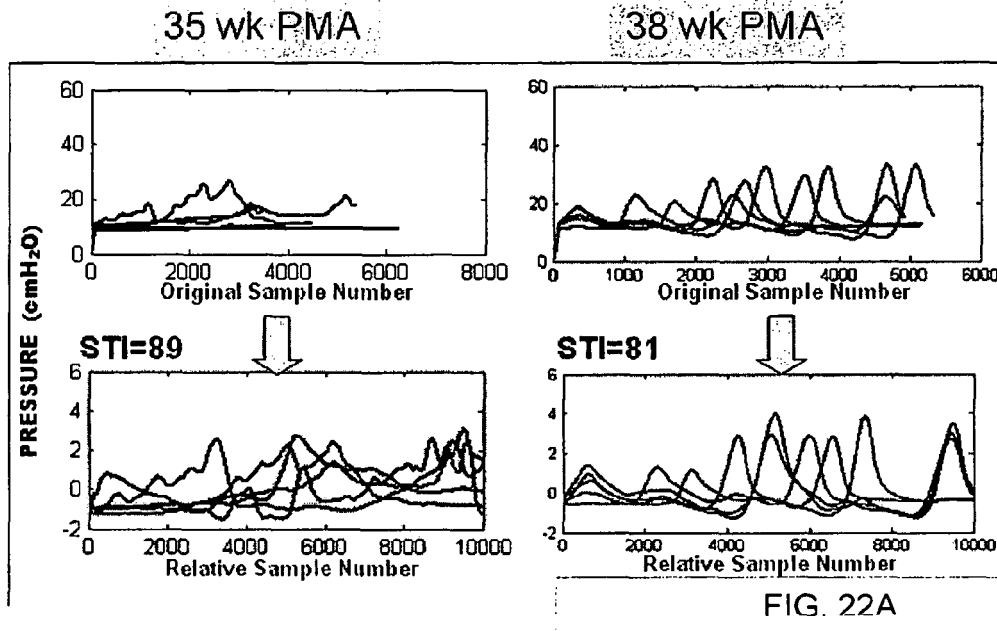 35 wk PMA
38 wk PMA
PRESSURE (cmH₂O)
60
40
20
0
0 2000 4000 6000 8000
Original Sample Number
60
40
20
0
0 1000 2000 3000 4000 5000 6000
Original Sample Number
STI=89
6
4
2
0
-2
0 2000 4000 6000 8000 10000
Relative Sample Number
STI=81
6
4
2
0
-2
0 2000 4000 6000 8000 10000
Relative Sample Number
FIG. 22A